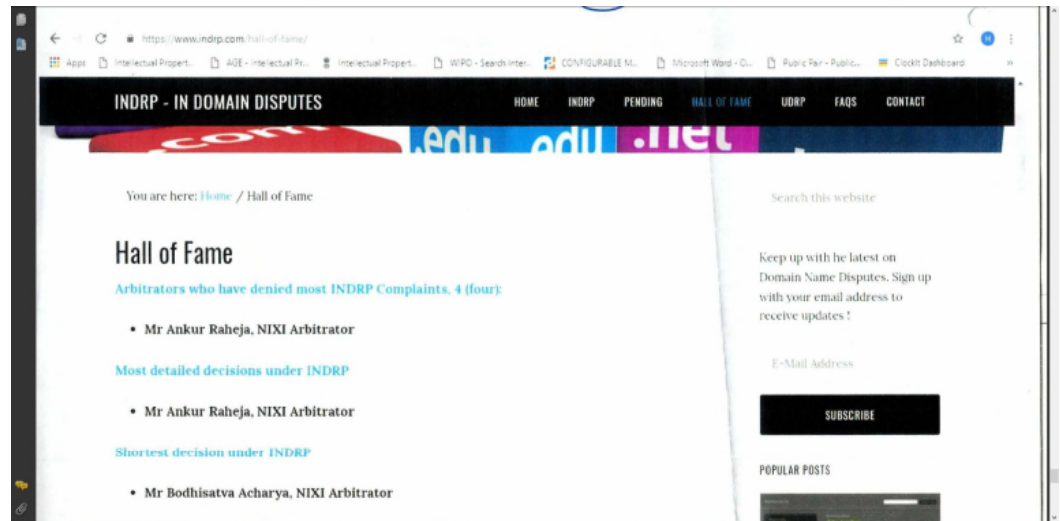 https://www.indrp.com/hall-of-fame/
Apps Intellectual Propert.. AGE - Intellectual Pr... Intellectual Propert.. WIPO - Search Inter.. CONFIGURABLE M... Microsoft Word - O... Public Pair - Public... ClockIt Dashboard »
INDRP - IN DOMAIN DISPUTES HOME INDRP PENDING HALL OF FAME UDRP FAQS CONTACT
.com .edu .edu .net
You are here: Home / Hall of Fame
Search this website
Hall of Fame
Arbitrators who have denied most INDRP Complaints, 4 (four):
• Mr Ankur Raheja, NIXI Arbitrator
Most detailed decisions under INDRP
• Mr Ankur Raheja, NIXI Arbitrator
Shortest decision under INDRP
• Mr Bodhisatva Acharya, NIXI Arbitrator
Keep up with he latest on
Domain Name Disputes. Sign up
with your email address to
receive updates !
E-Mail Address
SUBSCRIBE
POPULAR POSTS